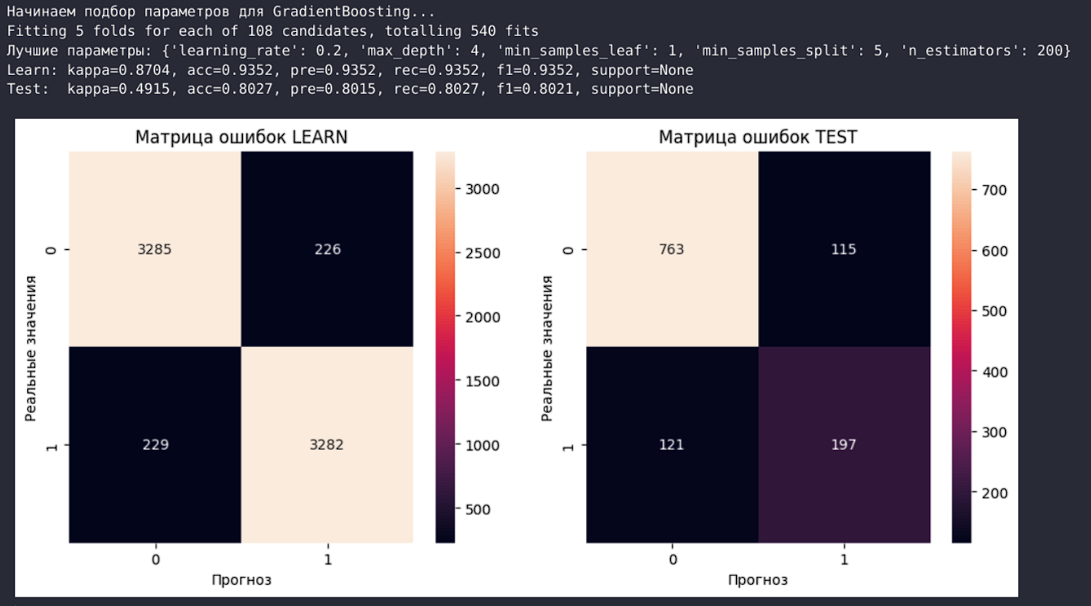 Начинаем подбор параметров для GradientBoosting...
Fitting 5 folds for each of 108 candidates, totalling 540 fits
Лучшие параметры: {'learning_rate': 0.2, 'max_depth': 4, 'min_samples_leaf': 1, 'min_samples_split': 5, 'n_estimators': 200}
Learn: kappa=0.8704, acc=0.9352, pre=0.9352, rec=0.9352, f1=0.9352, support=None
Test:  kappa=0.4915, acc=0.8027, pre=0.8015, rec=0.8027, f1=0.8021, support=None
Матрица ошибок LEARN
Реальные значения
0
1
3285
226
229
3282
0
1
Прогноз
3000
2500
2000
1500
1000
500
Матрица ошибок TEST
Реальные значения
0
1
763
115
121
197
0
1
Прогноз
700
600
500
400
300
200